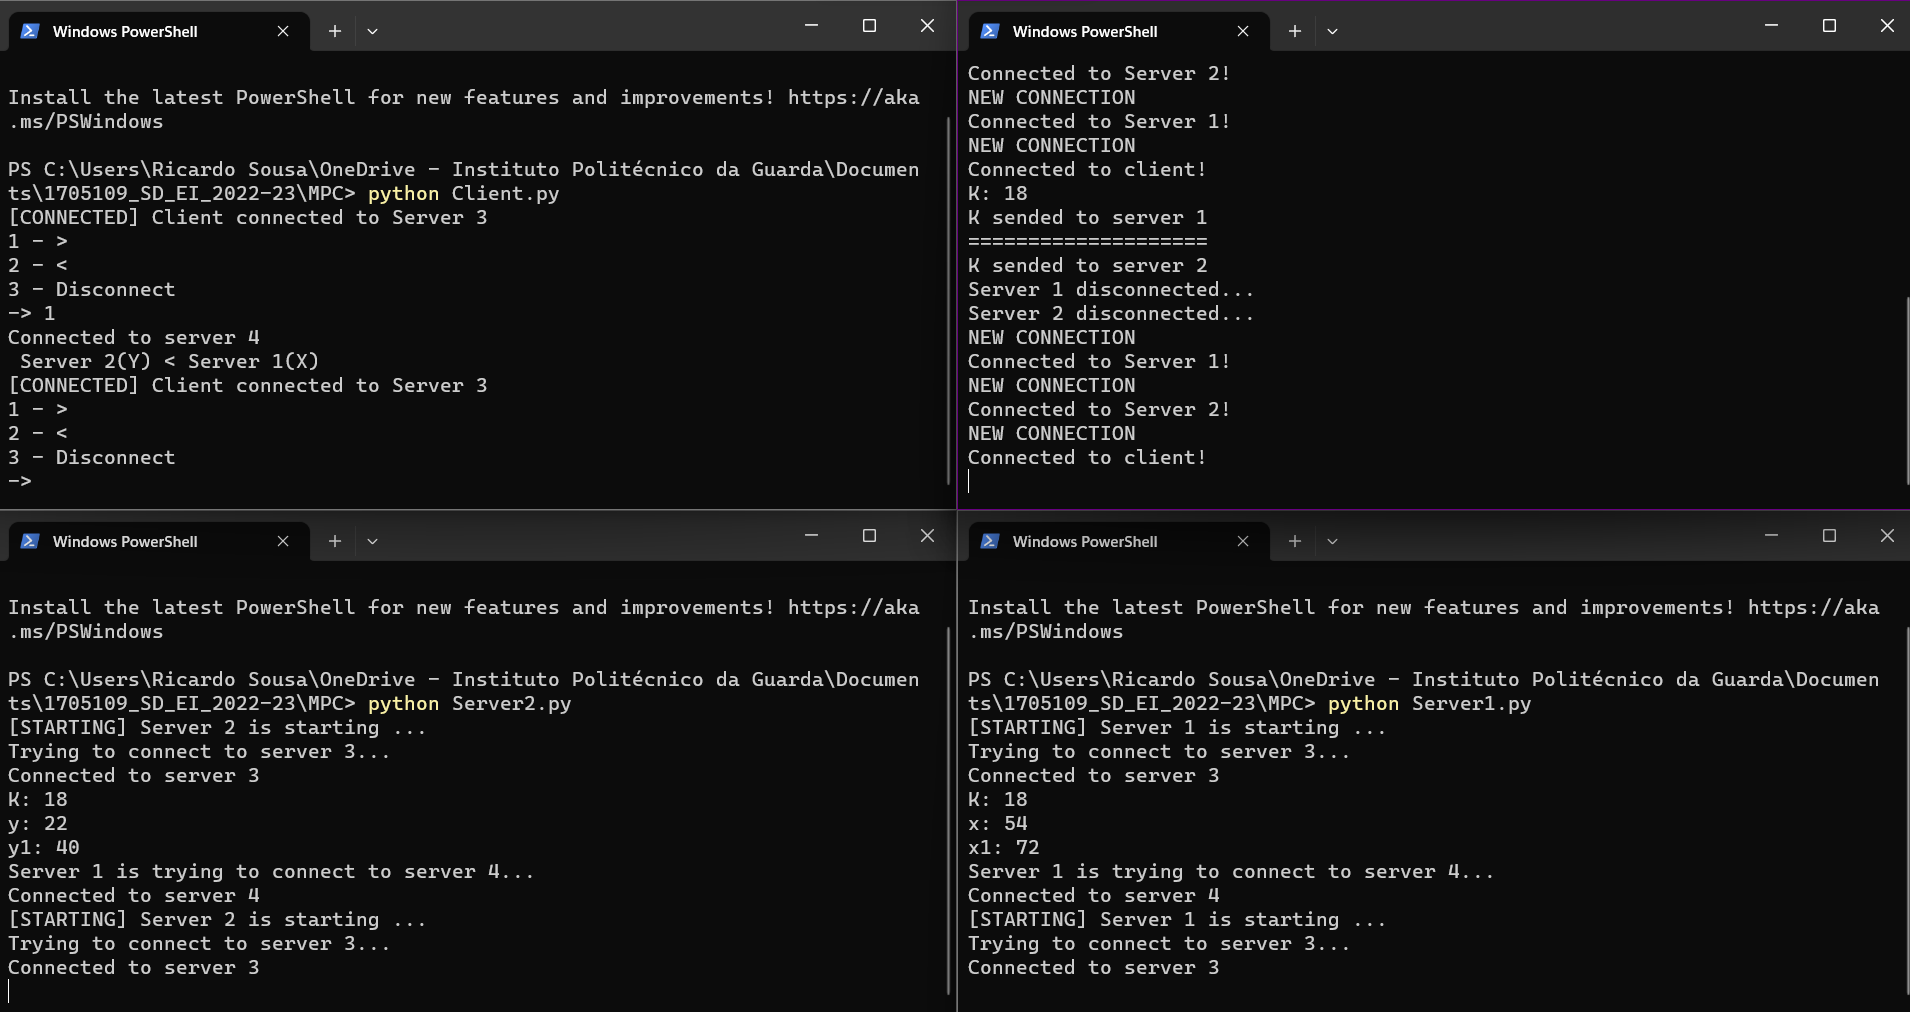 Windows PowerShell
Install the latest PowerShell for new features and improvements! https://aka
.ms/PSWindows
PS C:\Users\Ricardo Sousa\OneDrive - Instituto Politécnico da Guarda\Documen
ts\1705109_SD_EI_2022-23\MPC> python Client.py
[CONNECTED] Client connected to Server 3
1 - >
2 - <
3 - Disconnect
-> 1
Connected to server 4
Server 2(Y) < Server 1(X)
[CONNECTED] Client connected to Server 3
1 - >
2 - <
3 - Disconnect
->
Windows PowerShell
Connected to Server 2!
NEW CONNECTION
Connected to Server 1!
NEW CONNECTION
Connected to client!
K: 18
K sended to server 1
====================
K sended to server 2
Server 1 disconnected...
Server 2 disconnected...
NEW CONNECTION
Connected to Server 1!
NEW CONNECTION
Connected to Server 2!
NEW CONNECTION
Connected to client!
Windows PowerShell
Install the latest PowerShell for new features and improvements! https://aka
.ms/PSWindows
PS C:\Users\Ricardo Sousa\OneDrive - Instituto Politécnico da Guarda\Documen
ts\1705109_SD_EI_2022-23\MPC> python Server2.py
[STARTING] Server 2 is starting ...
Trying to connect to server 3...
Connected to server 3
K: 18
y: 22
y1: 40
Server 1 is trying to connect to server 4...
Connected to server 4
[STARTING] Server 2 is starting ...
Trying to connect to server 3...
Connected to server 3
Windows PowerShell
Install the latest PowerShell for new features and improvements! https://aka
.ms/PSWindows
PS C:\Users\Ricardo Sousa\OneDrive - Instituto Politécnico da Guarda\Documen
ts\1705109_SD_EI_2022-23\MPC> python Server1.py
[STARTING] Server 1 is starting ...
Trying to connect to server 3...
Connected to server 3
K: 18
x: 54
x1: 72
Server 1 is trying to connect to server 4...
Connected to server 4
[STARTING] Server 1 is starting ...
Trying to connect to server 3...
Connected to server 3